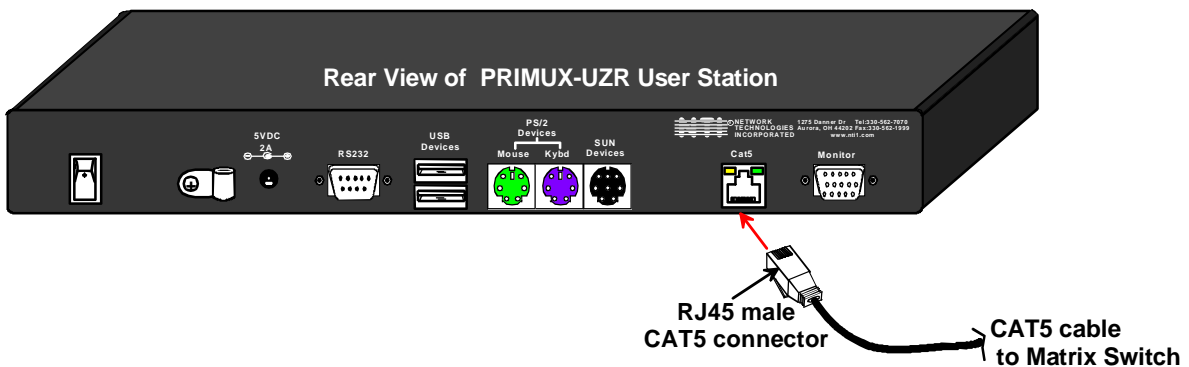 Rear View of PRIMUX-UZR User Station
5VDC
2A
RS232
USB
Devices
PS/2
Devices
Mouse Kybd
SUN
Devices
NETWORK
TECHNOLOGIES
INCORPORATED
1275 Danner Dr Tel:330-562-7070
Aurora, OH 44202 Fax:330-562-1999
www.nti1.com
Cat5
Monitor
RJ45 male
CAT5 connector
CAT5 cable
to Matrix Switch